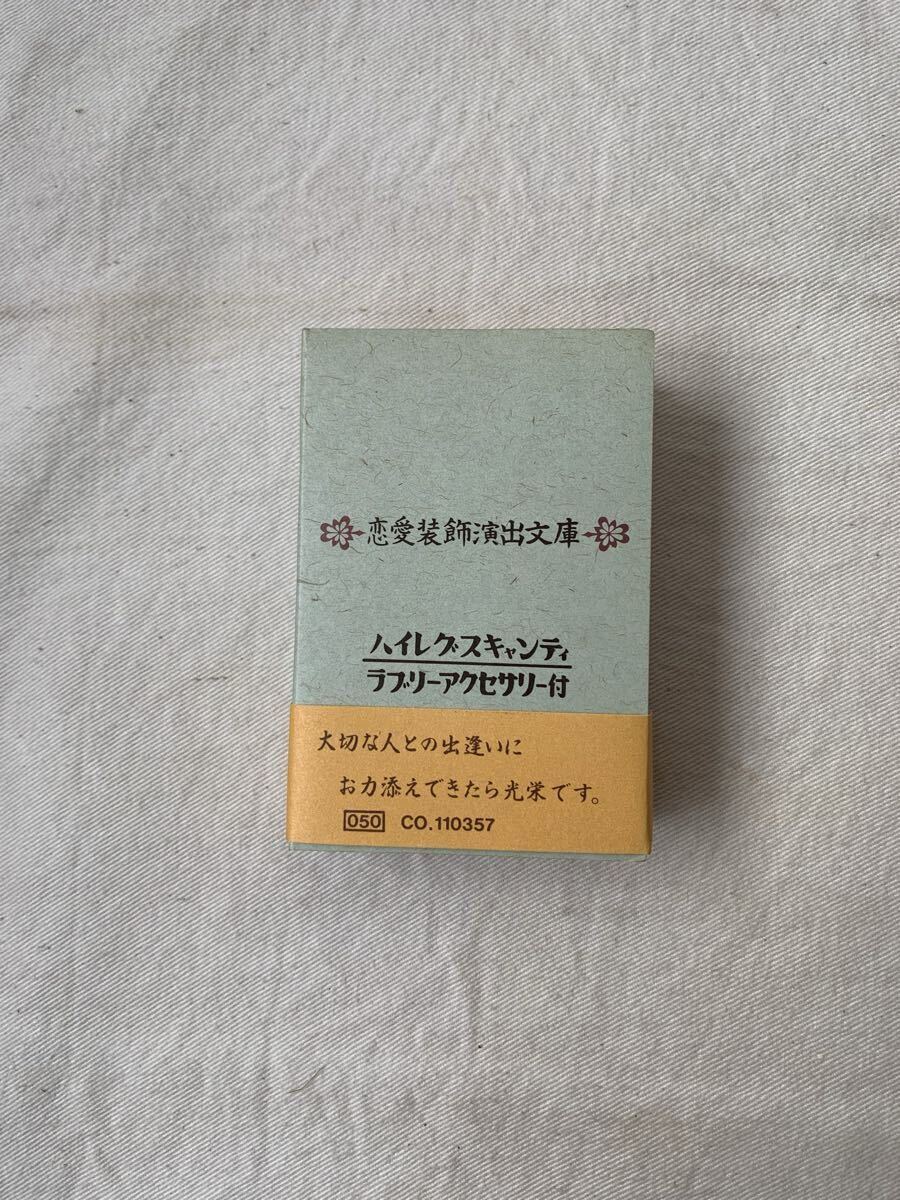 恋愛装飾演出文庫
ハイレグスキャンティ
ラブリーアクセサリー付
大切な人との出逢いに
お力添えできたら光栄です。
050 CO.110357